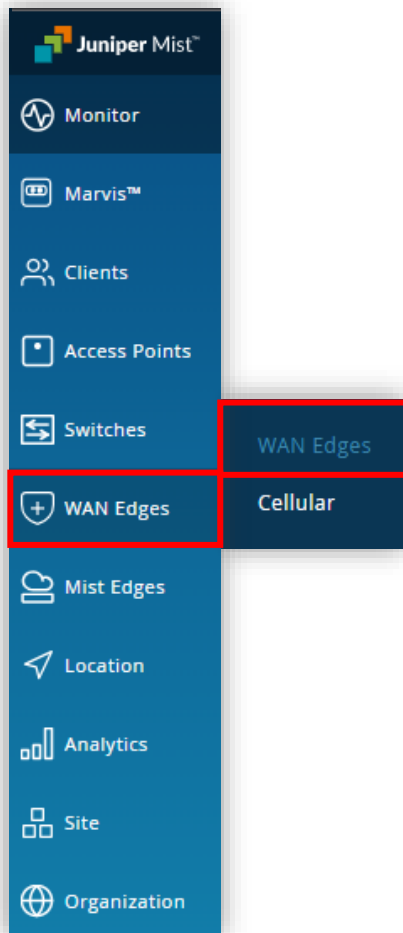 Juniper Mist™
Monitor
Marvis™
Clients
Access Points
Switches
WAN Edges
WAN Edges
Cellular
Mist Edges
Location
Analytics
Site
Organization